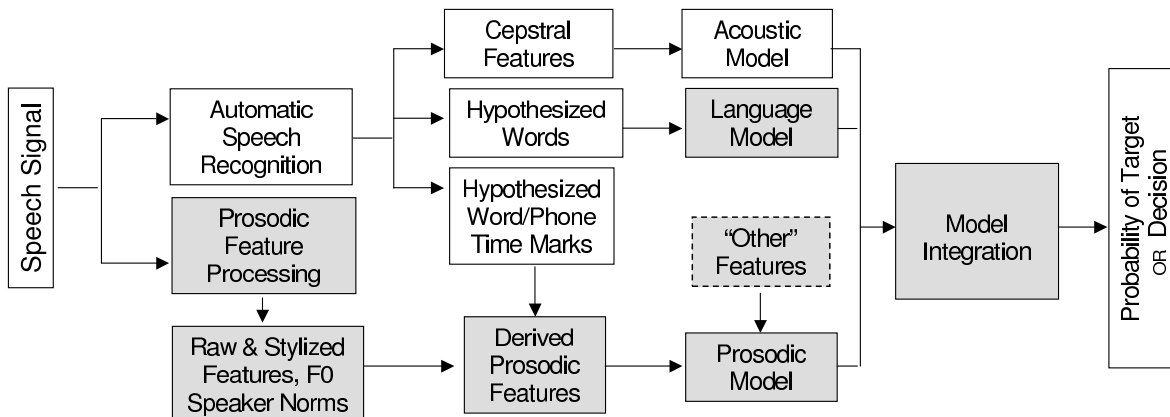 Speech Signal
Automatic
Speech
Recognition
Prosodic
Feature
Processing
Raw & Stylized
Features, F0
Speaker Norms
Cepstral
Features
Hypothesized
Words
Hypothesized
Word/Phone
Time Marks
Derived
Prosodic
Features
Acoustic
Model
Language
Model
“Other”
Features
Prosodic
Model
Model
Integration
Probability of Target
OR Decision